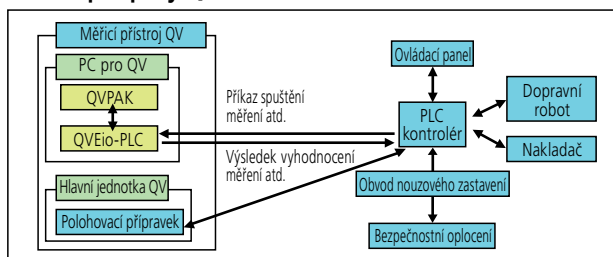 Měřicí přístroj QV
PC pro QV
QVPAK
QVEio-PLC
Hlavní jednotka QV
Polohovací přípravek
Příkaz spuštění
měření atd.
Výsledek vyhodnocení
měření atd.
Ovládací panel
PLC
kontrolér
Dopravní
robot
Nakladač
Obvod nouzového zastavení
Bezpečnostní oplocení